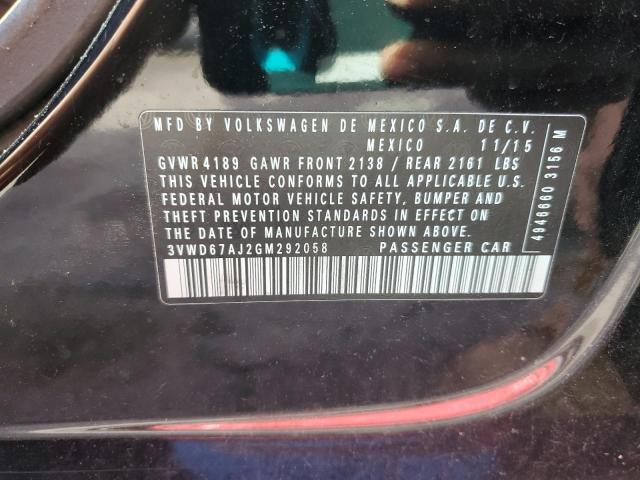 MFD BY VOLKSWAGEN DE MEXICO S.A. DE C.V.
MEXICO 11/15
GVWR 4189 GAWR FRONT 2138 / REAR 2161 LBS
THIS VEHICLE CONFORMS TO ALL APPLICABLE U.S.
FEDERAL MOTOR VEHICLE SAFETY, BUMPER AND
THEFT PREVENTION STANDARDS IN EFFECT ON
THE DATE OF MANUFACTURE SHOWN ABOVE.
3VWD67AJ2GM292058 PASSENGER CAR
4946660 3156 M